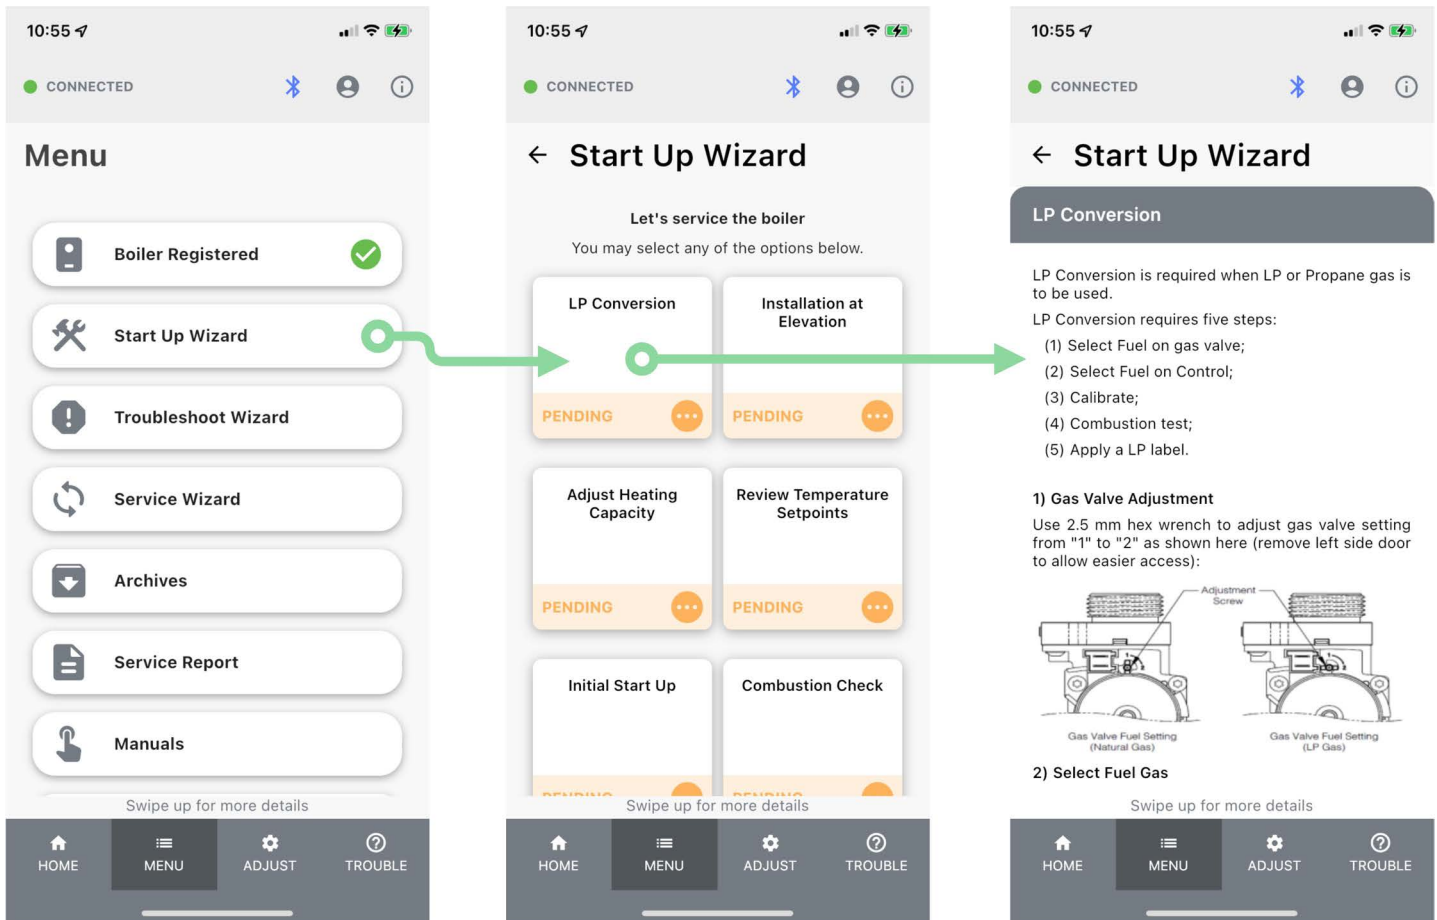 10:55
CONNECTED
Menu
Boiler Registered
Start Up Wizard
Troubleshoot Wizard
Service Wizard
Archives
Service Report
Manuals
Swipe up for more details
HOME
MENU
ADJUST
TROUBLE
10:55
CONNECTED
Start Up Wizard
Let's service the boiler
You may select any of the options below.
LP Conversion
PENDING
Installation at
Elevation
PENDING
Adjust Heating
Capacity
PENDING
Review Temperature
Setpoints
PENDING
Initial Start Up
PENDING
Combustion Check
PENDING
Swipe up for more details
HOME
MENU
ADJUST
TROUBLE
10:55
CONNECTED
Start Up Wizard
LP Conversion
LP Conversion is required when LP or Propane gas is
to be used.
LP Conversion requires five steps:
(1) Select Fuel on gas valve;
(2) Select Fuel on Control;
(3) Calibrate;
(4) Combustion test;
(5) Apply a LP label.
1) Gas Valve Adjustment
Use 2.5 mm hex wrench to adjust gas valve setting
from "1" to "2" as shown here (remove left side door
to allow easier access):
Adjustment
Screw
1
2
1
2
Gas Valve Fuel Setting
(Natural Gas)
Gas Valve Fuel Setting
(LP Gas)
2) Select Fuel Gas
Swipe up for more details
HOME
MENU
ADJUST
TROUBLE